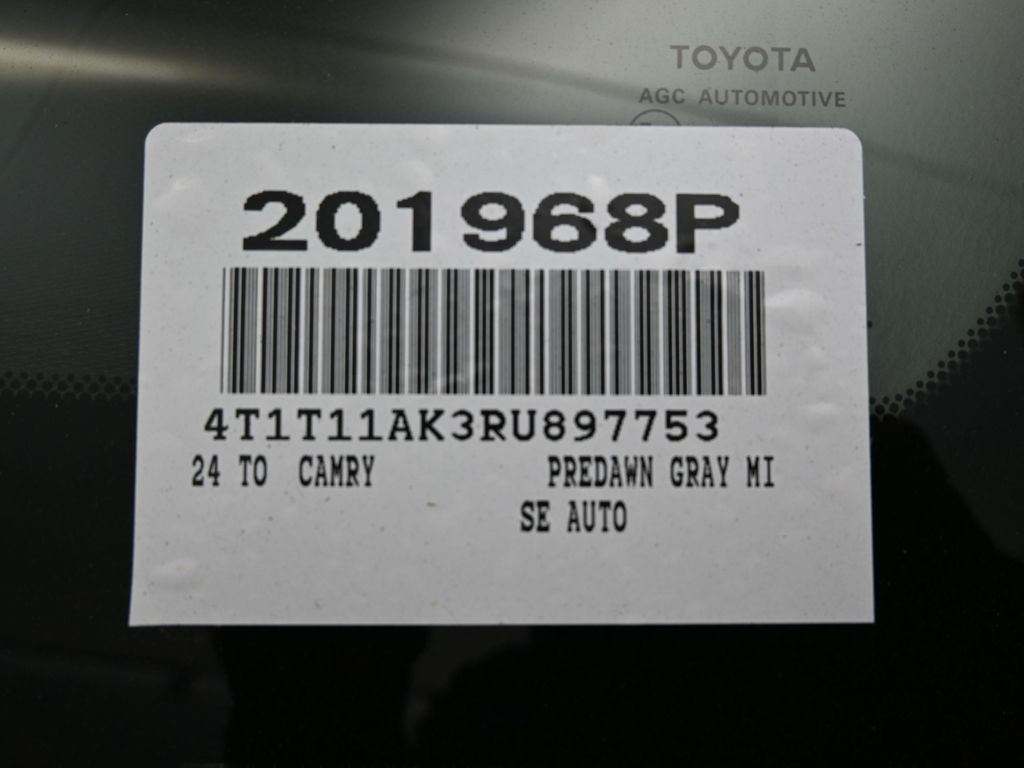 TOYOTA
AGC AUTOMOTIVE
201968P
4T1T11AK3RU897753
24 TO CAMRY PREDAWN GRAY MI
SE AUTO